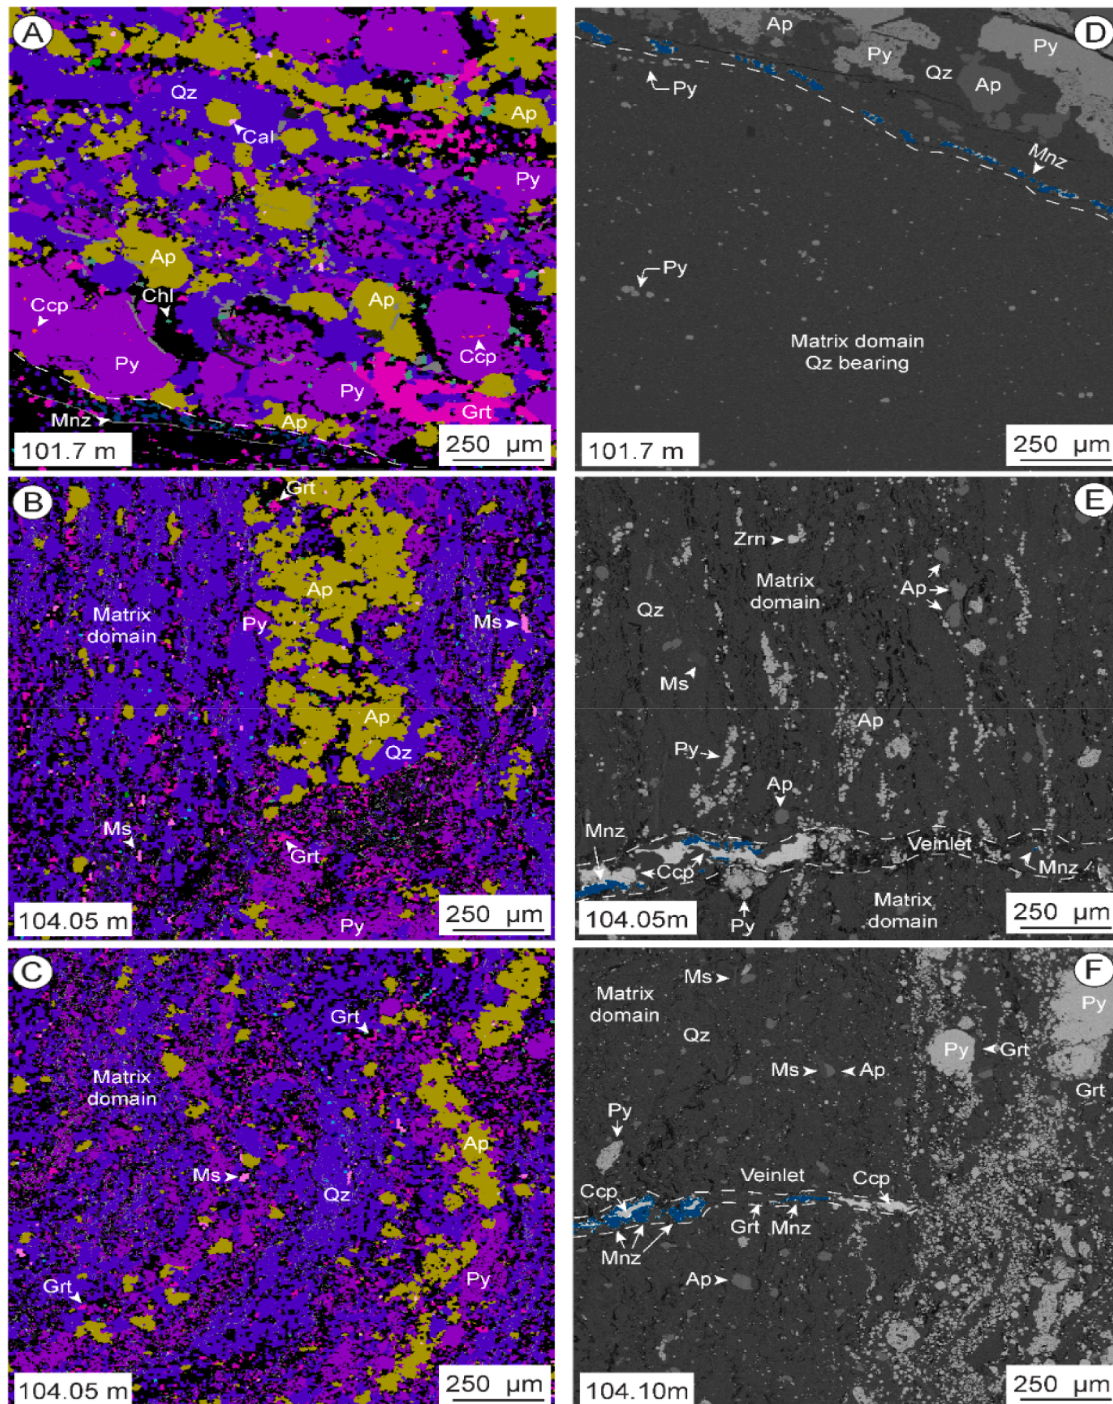 A
Qz
Ap
Cal
Py
Ap
Chl
Ap
Ccp
Py
Ccp
Py
Grt
Mnz
Ap
101.7 m
250 µm
D
Ap
Py
Py
Qz
Ap
Py
Mnz
Py
Matrix domain
Qz bearing
101.7 m
250 µm
B
Grt
Ap
Matrix
domain
Py
Ms
Ap
Qz
Ms
Grt
104.05 m
Py
250 µm
E
Zrn
Matrix
domain
Ap
Qz
Ms
Ap
Py
Ap
Mnz
Veinlet
Ccp
Mnz
Py
Matrix
domain
104.05m
250 µm
C
Grt
Matrix
domain
Ap
Ms
Qz
Py
Grt
104.05 m
250 µm
F
Ms
Matrix
domain
Qz
Py
Py
Grt
Ms
Ap
Grt
Py
Veinlet
Ccp
Ccp
Grt
Mnz
Mnz
Ap
104.10m
250 µm